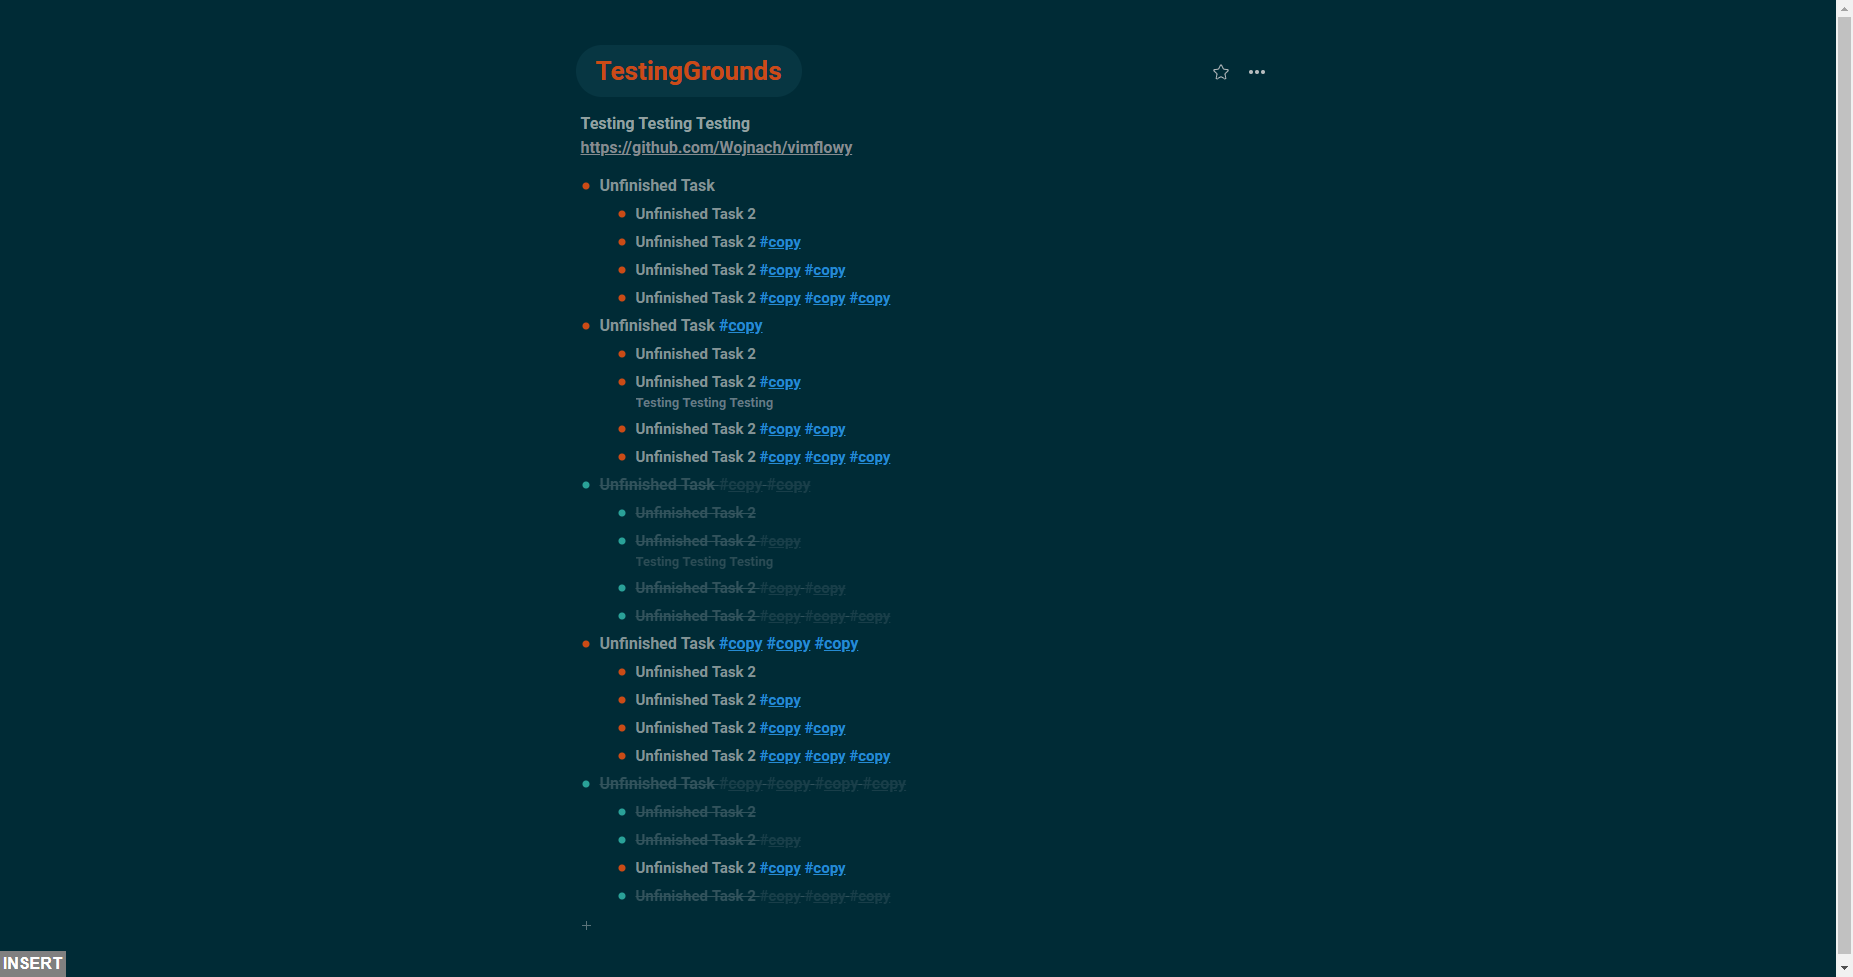 TestingGrounds
Testing Testing Testing
https://github.com/Wojnach/vimflowy
Unfinished Task
Unfinished Task 2
Unfinished Task 2 #copy
Unfinished Task 2 #copy #copy
Unfinished Task 2 #copy #copy #copy
Unfinished Task #copy
Unfinished Task 2
Unfinished Task 2 #copy
Testing Testing Testing
Unfinished Task 2 #copy #copy
Unfinished Task 2 #copy #copy #copy
Unfinished Task #copy #copy
Unfinished Task 2
Unfinished Task 2 #copy
Testing Testing Testing
Unfinished Task 2 #copy #copy
Unfinished Task 2 #copy #copy #copy
Unfinished Task #copy #copy #copy
Unfinished Task 2
Unfinished Task 2 #copy
Unfinished Task 2 #copy #copy
Unfinished Task 2 #copy #copy #copy
Unfinished Task #copy #copy #copy #copy
Unfinished Task 2
Unfinished Task 2 #copy
Unfinished Task 2 #copy #copy
Unfinished Task 2 #copy #copy #copy
INSERT